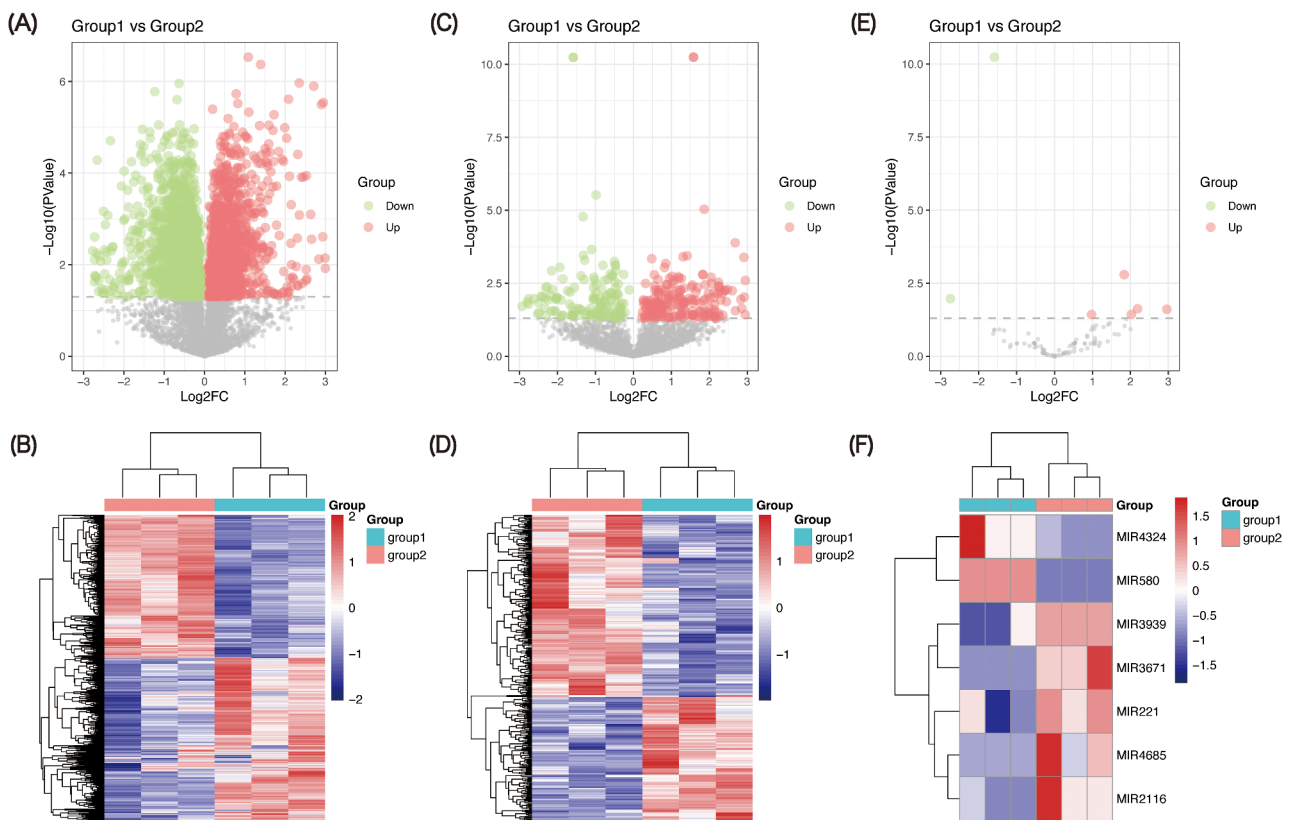 (A)
Group1 vs Group2
6
4
2
0
−3 −2 −1 0 1 2 3
−Log10(PValue)
Log2FC
Group
Down
Up
(C)
Group1 vs Group2
10.0
7.5
5.0
2.5
0.0
−3 −2 −1 0 1 2 3
−Log10(PValue)
Log2FC
Group
Down
Up
(E)
Group1 vs Group2
10.0
7.5
5.0
2.5
0.0
−3 −2 −1 0 1 2 3
−Log10(PValue)
Log2FC
Group
Down
Up
(B)
Group
2
1
0
−1
−2
Group
group1
group2
(D)
Group
1
0
−1
Group
group1
group2
(F)
Group
MIR4324
MIR580
MIR3939
MIR3671
MIR221
MIR4685
MIR2116
1.5
1
0.5
0
−0.5
−1
−1.5
Group
group1
group2